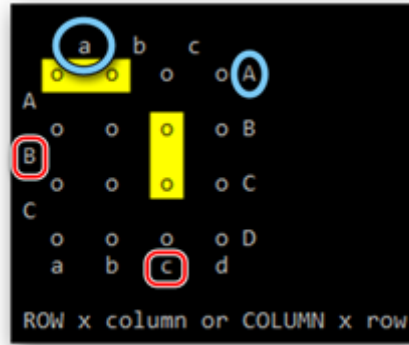 a b c
o o o o A
A
o o o o B
B
o o o o C
C
o o o o D
a b c d
ROW x column or COLUMN x row